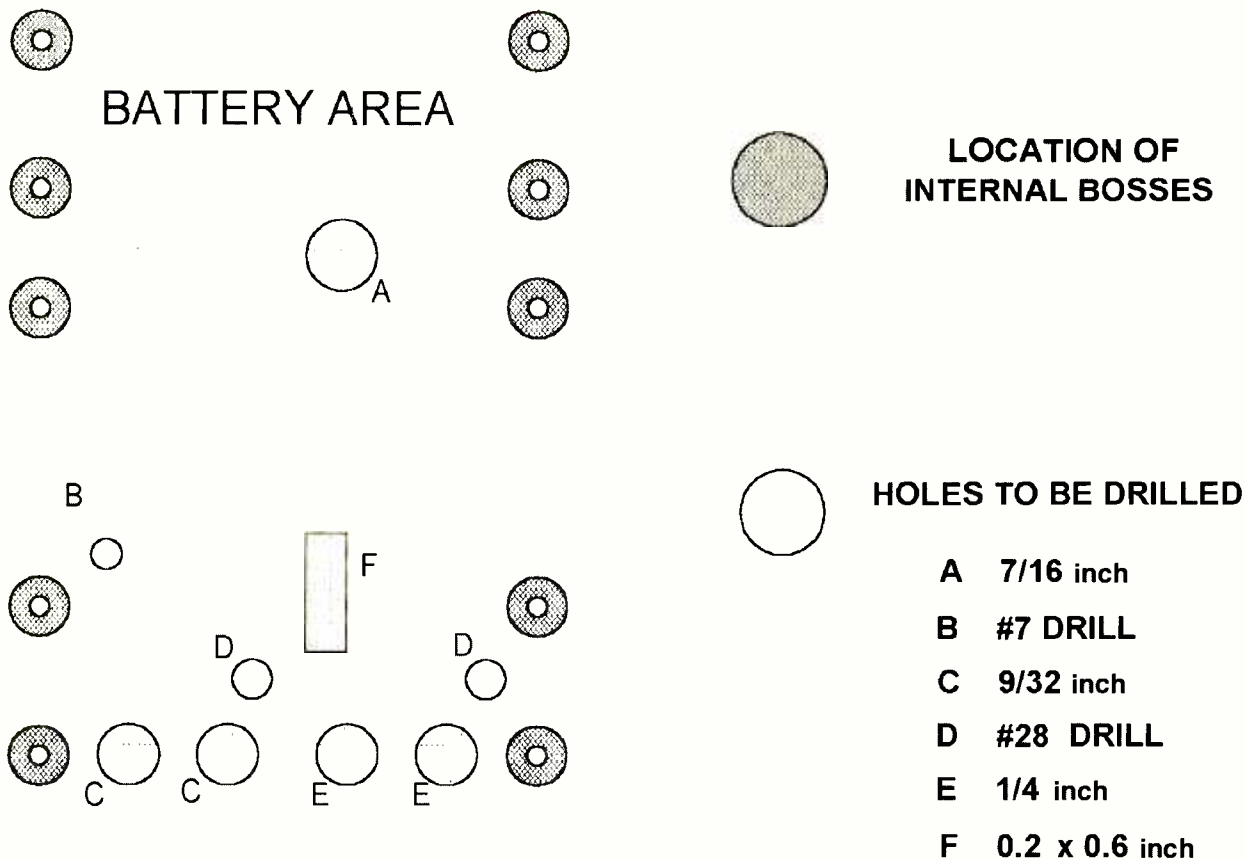 BATTERY AREA
A
B
F
D
D
C
C
E
E
LOCATION OF
INTERNAL BOSSES
HOLES TO BE DRILLED
A 7/16 inch
B #7 DRILL
C 9/32 inch
D #28 DRILL
E 1/4 inch
F 0.2 x 0.6 inch